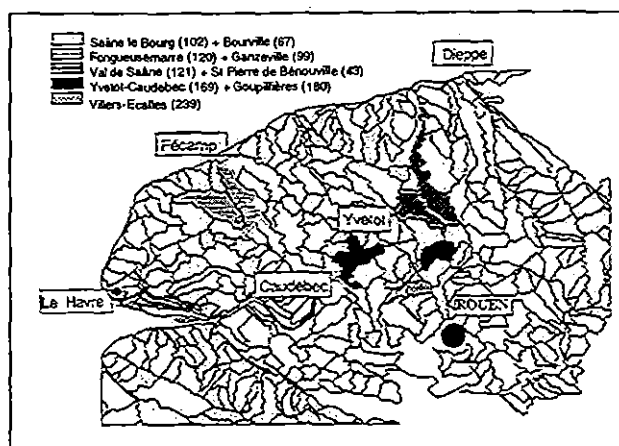 Saâne le Bourg (102) + Bourville (67)
Fongueusemarre (120) + Ganzeville (99)
Val de Saâne (121) + St Pierre de Bénouville (43)
Yvetot-Caudebec (169) + Goupillières (180)
Villers-Ecalles (239)
Dieppe
Fécamp
Yvetot
Caudebec
Le Havre
ROUEN